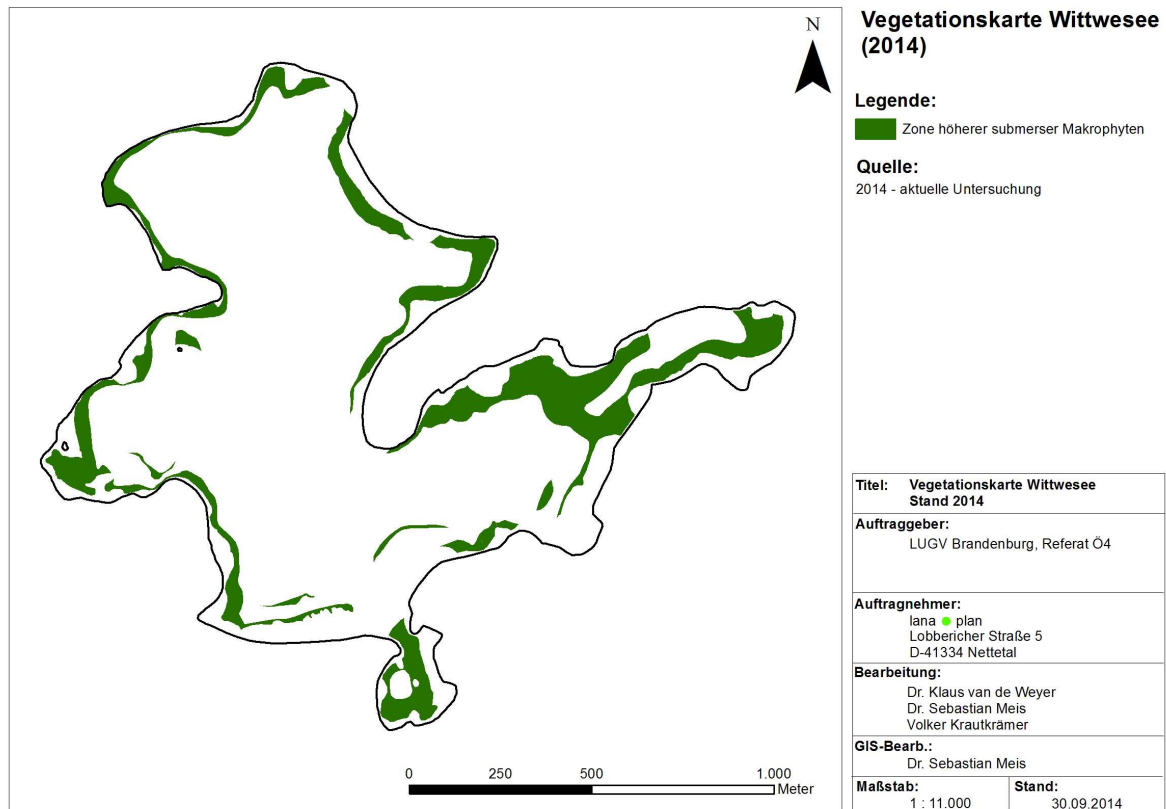 Vegetationskarte Wittwesee
(2014)
N
Legende:
Zone höherer submerser Makrophyten
Quelle:
2014 - aktuelle Untersuchung
Titel: Vegetationskarte Wittwesee
Stand 2014
Auftraggeber:
LUGV Brandenburg, Referat Ö4
Auftragnehmer:
lana plan
Lobbericher Straße 5
D-41334 Nettetal
Bearbeitung:
Dr. Klaus van de Weyer
Dr. Sebastian Meis
Volker Krautkrämer
GIS-Bearb.:
Dr. Sebastian Meis
Maßstab: Stand:
1 : 11.000 30.09.2014
0 250 500 1.000
Meter